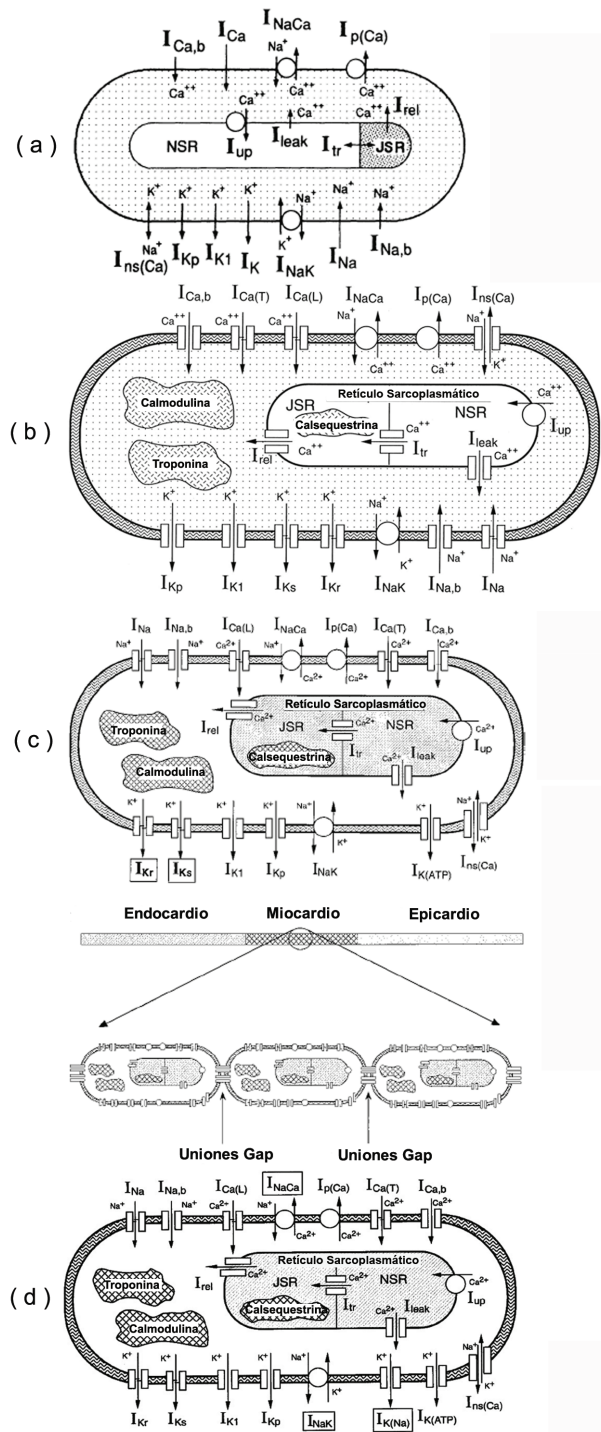 I_Ca,b I_Ca I_NaCa I_p(Ca)
Na⁺
Ca⁺⁺ Ca⁺⁺ Ca⁺⁺ Ca⁺⁺
Ca⁺⁺ Ca⁺⁺ Ca⁺⁺ I_rel
( a ) NSR I_up I_leak I_tr JSR
K⁺ K⁺ K⁺ K⁺ Na⁺ Na⁺ Na⁺
Na⁺ K⁺
I_ns(Ca) I_Kp I_K1 I_K I_NaK I_Na I_Na,b
I_Ca,b I_Ca(T) I_Ca(L) I_NaCa I_p(Ca) I_ns(Ca)
Ca⁺⁺ Ca⁺⁺ Ca⁺⁺ Na⁺ Na⁺
Ca⁺⁺ Ca⁺⁺ K⁺
Retículo Sarcoplasmático Ca⁺⁺
Calmodulina JSR NSR
( b ) Calsequestrina Ca⁺⁺ I_up
Troponina I_rel Ca⁺⁺ I_tr I_leak Ca⁺⁺
K⁺ K⁺ K⁺ K⁺ Na⁺
K⁺ Na⁺ Na⁺
I_Kp I_K1 I_Ks I_Kr I_NaK I_Na,b I_Na
I_Na I_Na,b I_Ca(L) I_NaCa I_p(Ca) I_Ca(T) I_Ca,b
Na⁺ Na⁺ Ca²⁺ Na⁺ Ca²⁺ Ca²⁺
Ca²⁺ Ca²⁺
Retículo Sarcoplasmático
I_rel Ca²⁺ JSR Ca²⁺ NSR Ca²⁺
( c ) Troponina I_tr I_up
Calmodulina Calsequestrina Ca²⁺ I_leak
K⁺ K⁺ K⁺ K⁺ Na⁺ K⁺ Na⁺
K⁺ K⁺
I_Kr I_Ks I_K1 I_Kp I_NaK I_K(ATP) I_ns(Ca)
Endocardio Miocardio Epicardio
Uniones Gap Uniones Gap
I_Na I_Na,b I_Ca(L) I_NaCa I_p(Ca) I_Ca(T) I_Ca,b
Na⁺ Na⁺ Ca²⁺ Na⁺ Ca²⁺ Ca²⁺
Ca²⁺ Ca²⁺
Retículo Sarcoplasmático
I_rel Ca²⁺ JSR Ca²⁺ NSR Ca²⁺
( d ) Troponina I_tr I_up
Calmodulina Calsequestrina Ca²⁺ I_leak
K⁺ K⁺ K⁺ K⁺ Na⁺ K⁺ K⁺ Na⁺
K⁺ K⁺
I_Kr I_Ks I_K1 I_Kp I_NaK I_K(Na) I_K(ATP) I_ns(Ca)